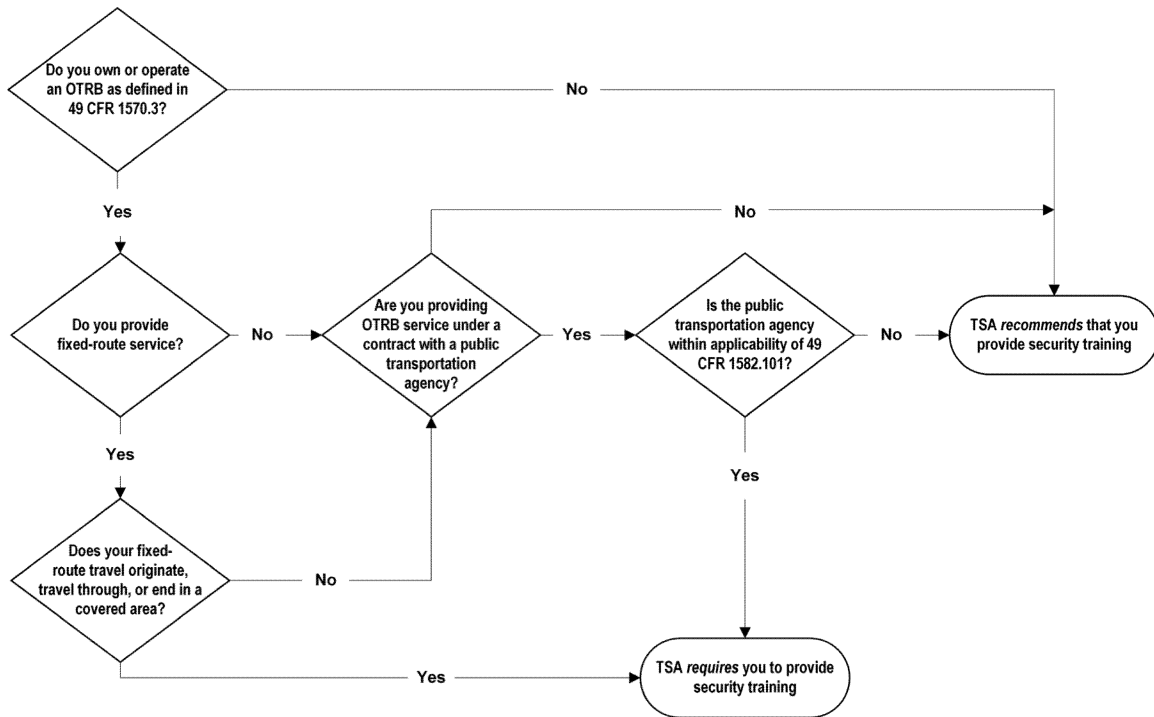 Do you own or operate
an OTRB as defined in
49 CFR 1570.3?
No
Yes
No
Do you provide
fixed-route service?
No
Are you providing
OTRB service under a
contract with a public
transportation
agency?
Yes
Is the public
transportation agency
within applicability of 49
CFR 1582.101?
No
TSA recommends that you
provide security training
Yes
Yes
Does your fixed-
route travel originate,
travel through, or end in a
covered area?
No
Yes
TSA requires you to provide
security training